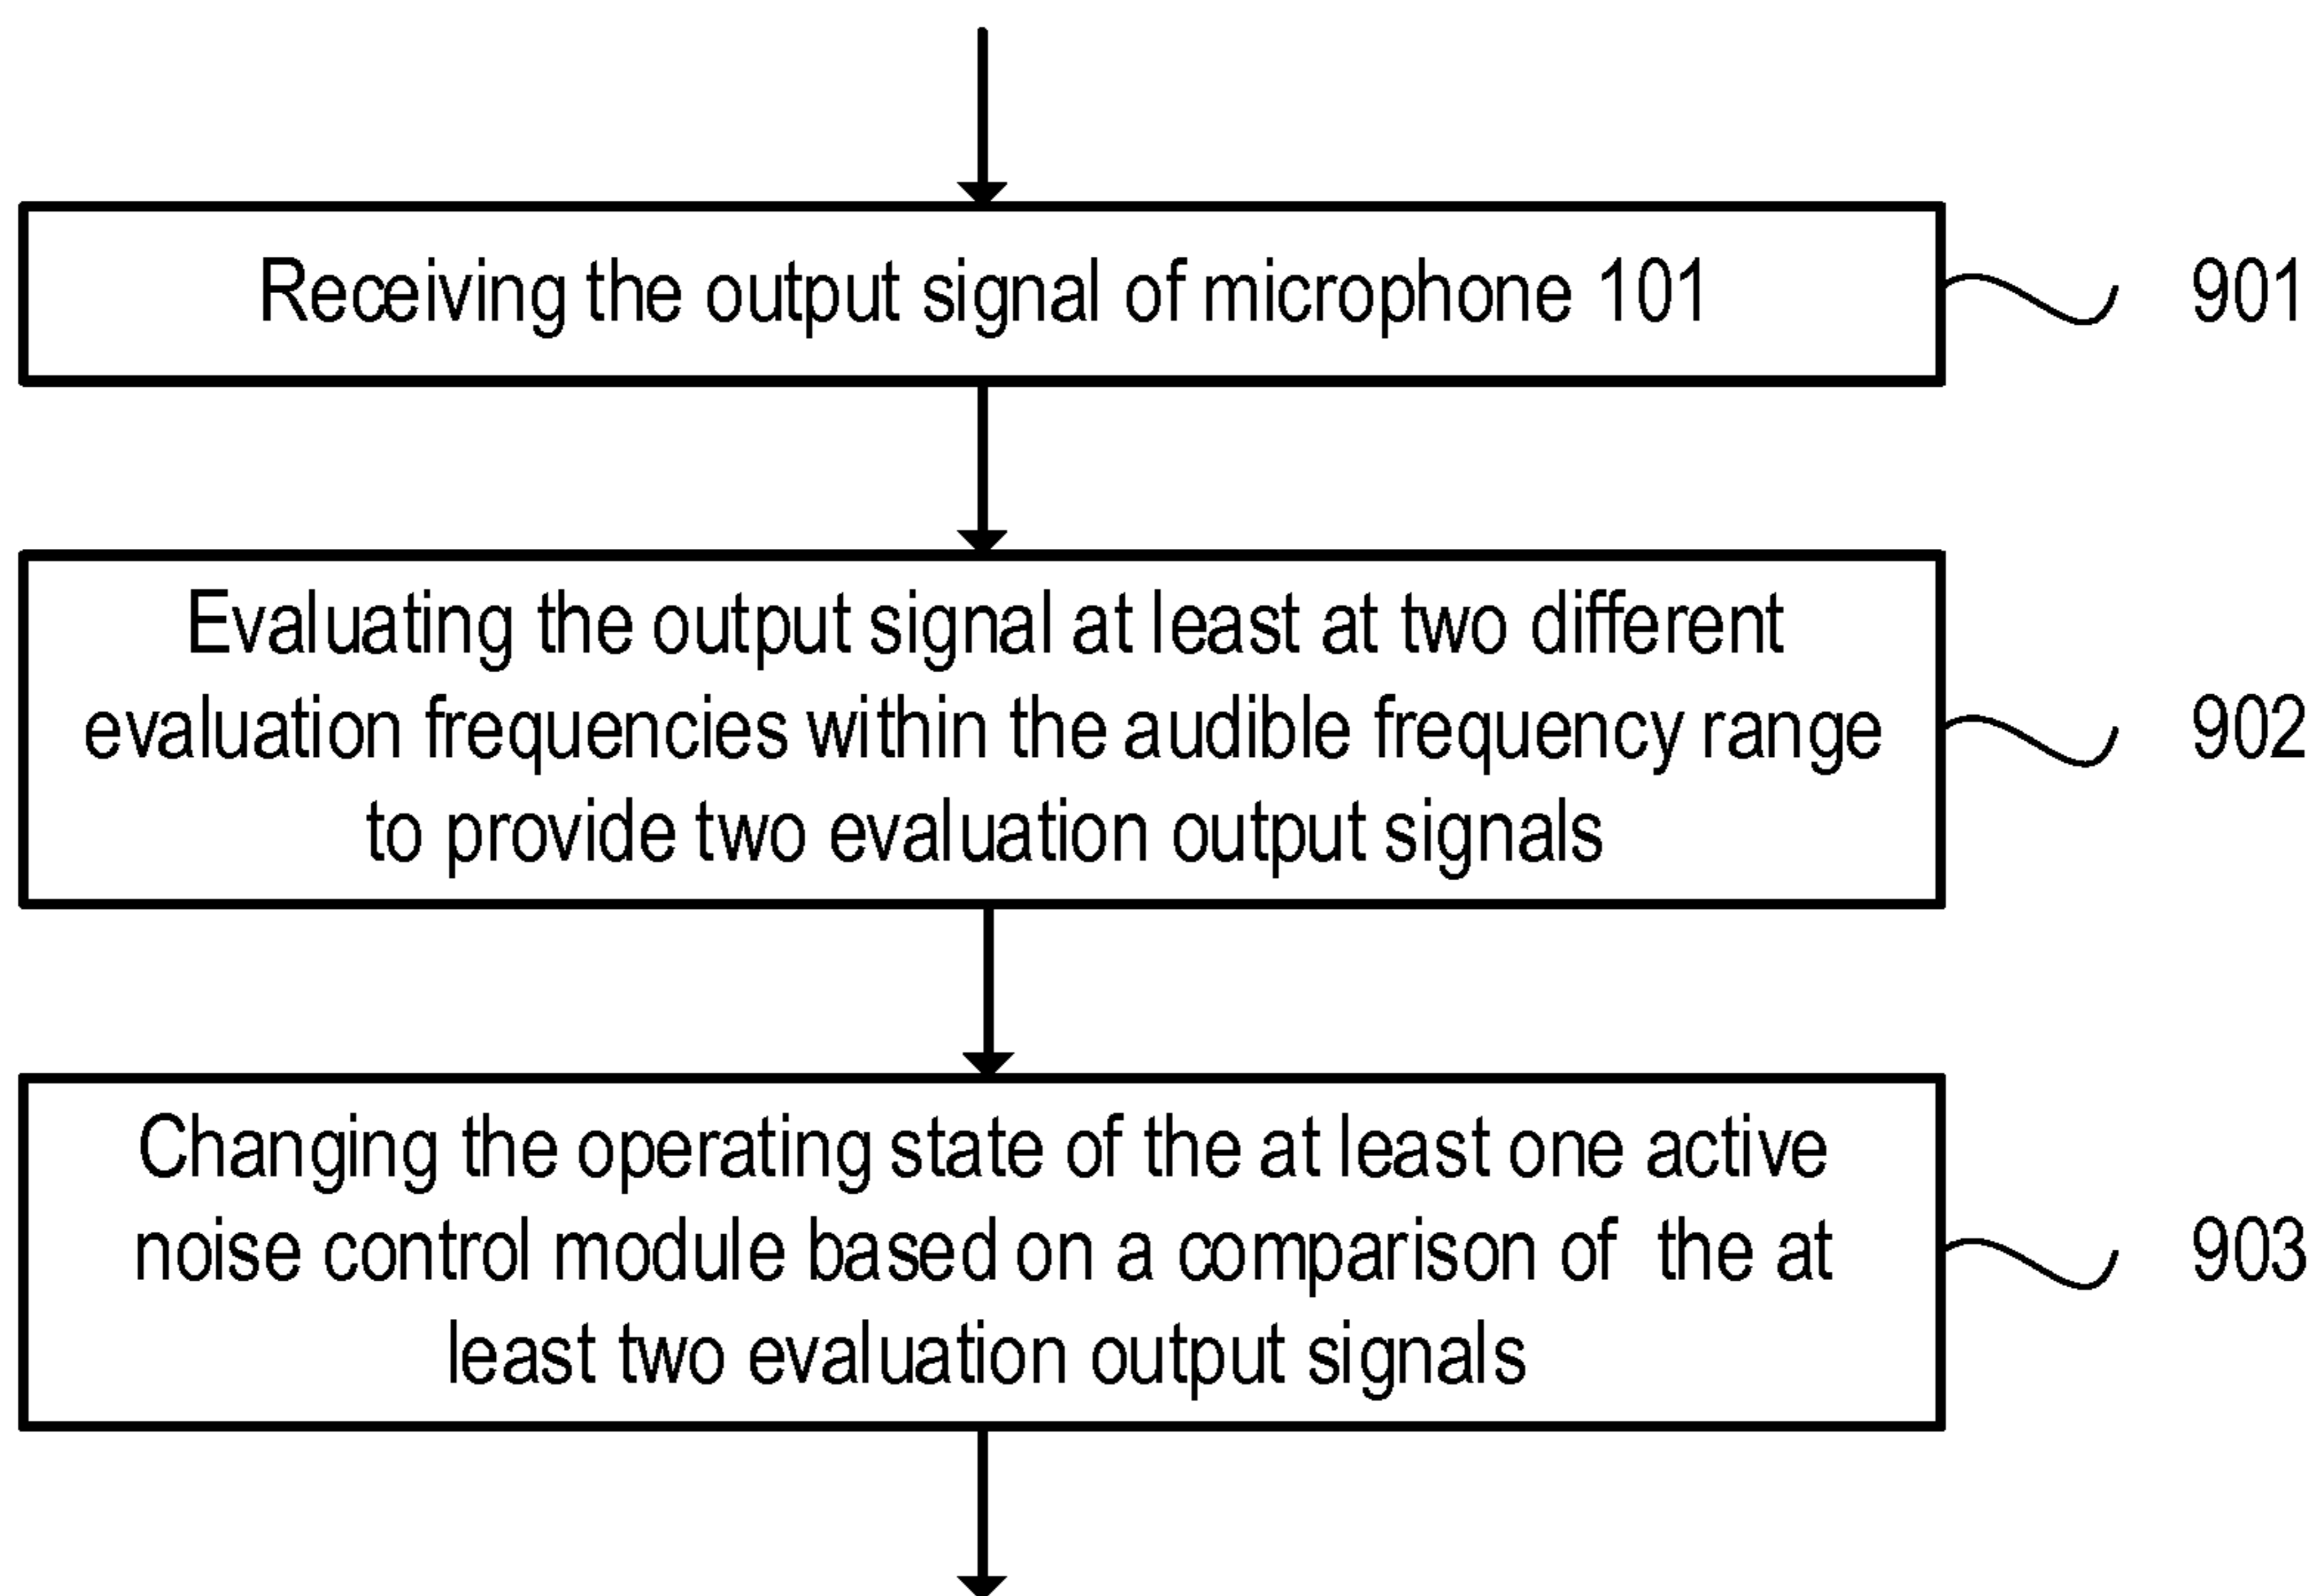 Receiving the output signal of microphone 101
901
Evaluating the output signal at least at two different
evaluation frequencies within the audible frequency range
to provide two evaluation output signals
902
Changing the operating state of the at least one active
noise control module based on a comparison of the at
least two evaluation output signals
903